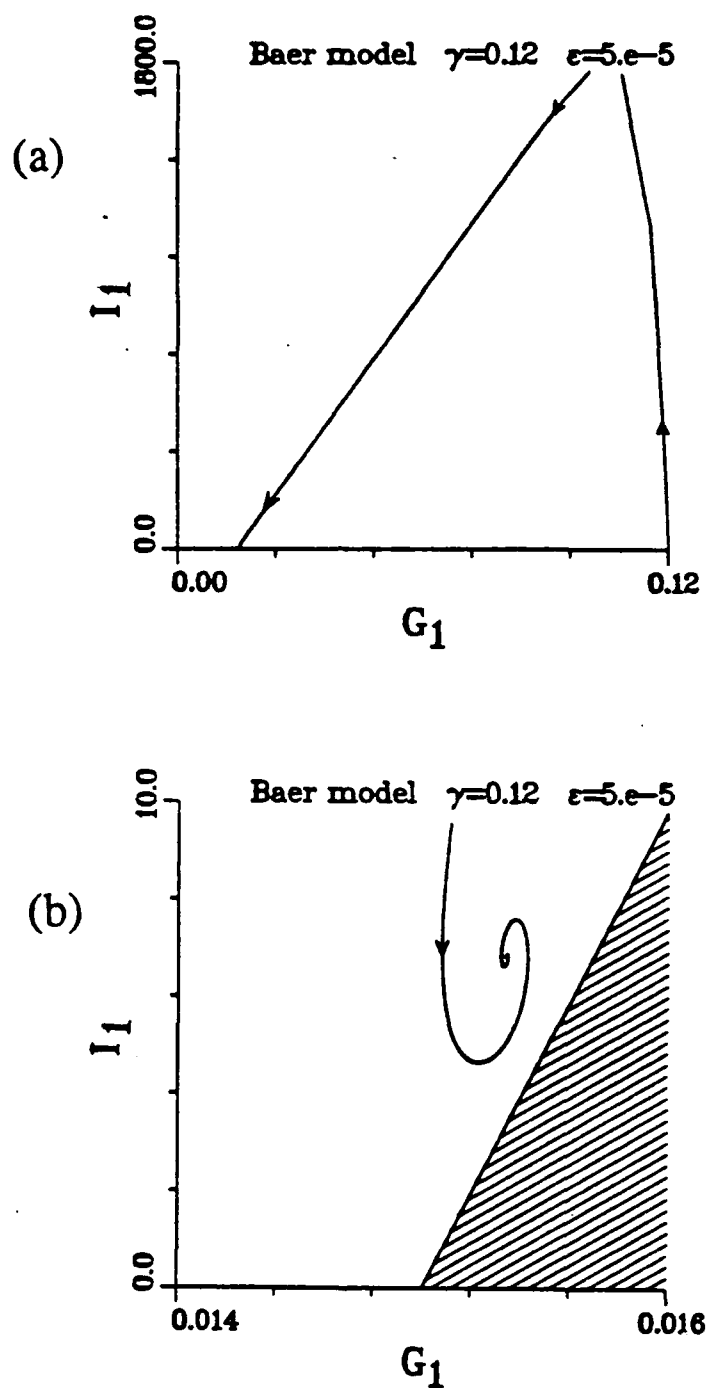 Baer model γ=0.12 ε=5.e-5
1800.0
(a)
I1
0.0
0.00
0.12
G1
Baer model γ=0.12 ε=5.e-5
10.0
(b)
I1
0.0
0.014
0.016
G1